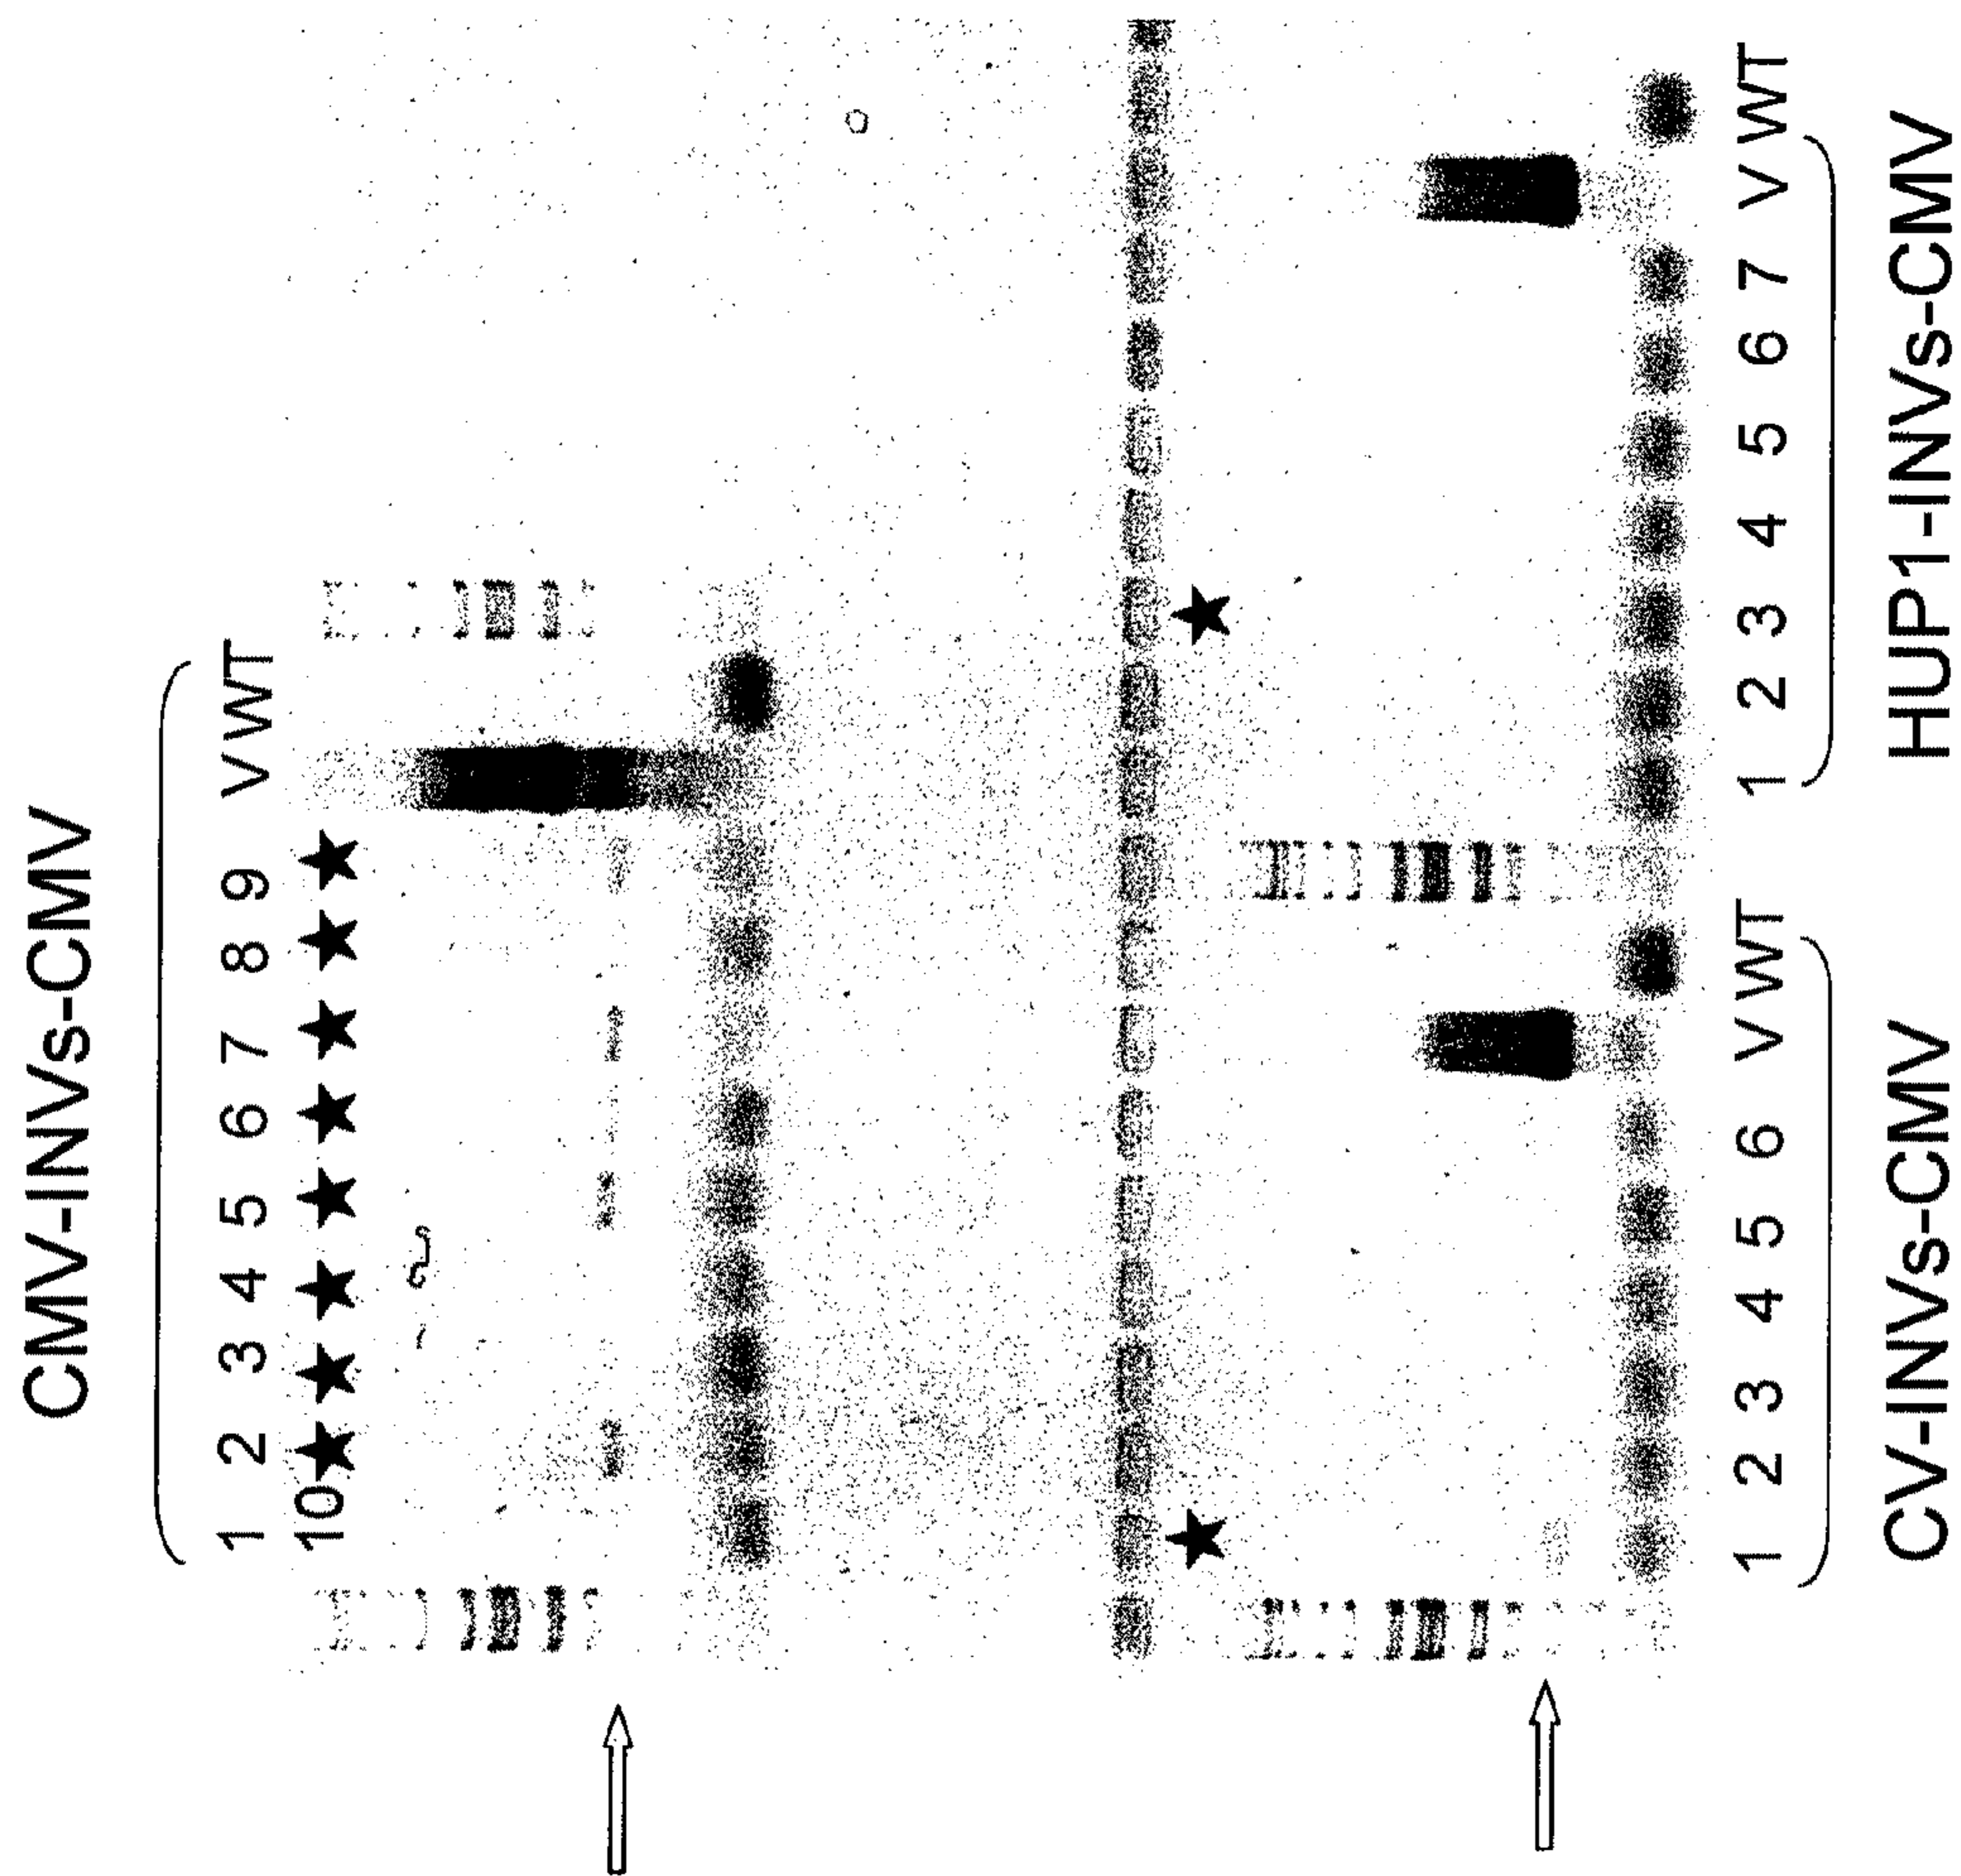 CMV-INVs-CMV
1 2 3 4 5 6 7 8 9 V WT
10
1 2 3 4 5 6 V WT 1 2 3 4 5 6 7 V WT
CV-INVs-CMV HUP1-INVs-CMV